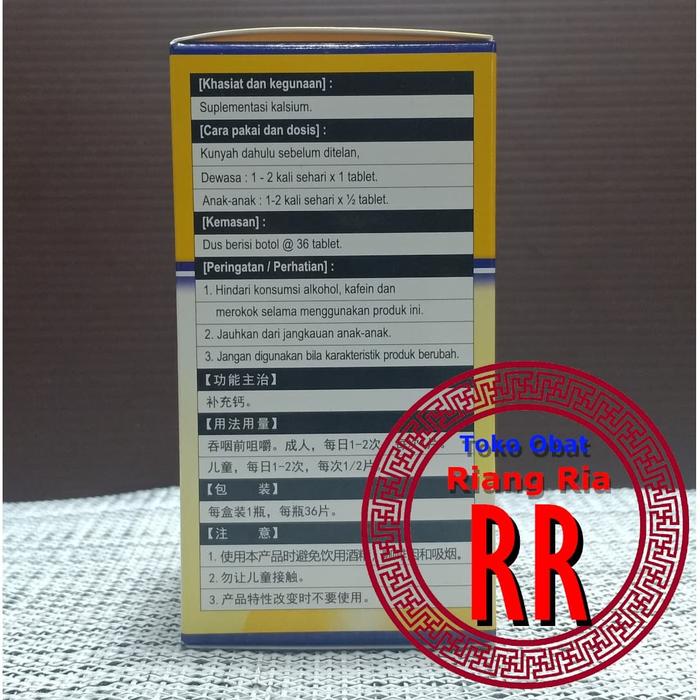 [Khasiat dan kegunaan] :
Suplementasi kalsium.
[Cara pakai dan dosis] :
Kunyah dahulu sebelum ditelan,
Dewasa : 1 - 2 kali sehari x 1 tablet.
Anak-anak : 1-2 kali sehari x ½ tablet.
[Kemasan] :
Dus berisi botol @ 36 tablet.
[Peringatan / Perhatian] :
1. Hindari konsumsi alkohol, kafein dan
merokok selama menggunakan produk ini.
2. Jauhkan dari jangkauan anak-anak.
3. Jangan digunakan bila karakteristik produk berubah.
【功能主治】
补充钙。
【用法用量】
吞咽前咀嚼。成人，每日1-2次
儿童，每日1-2次，每次1/2片
【包 装】
每盒装1瓶，每瓶36片。
【注 意】
1. 使用本产品时避免饮用酒精 和吸烟。
2. 勿让儿童接触。
3. 产品特性改变时不要使用。
Toko Obat
Riang Ria
RR